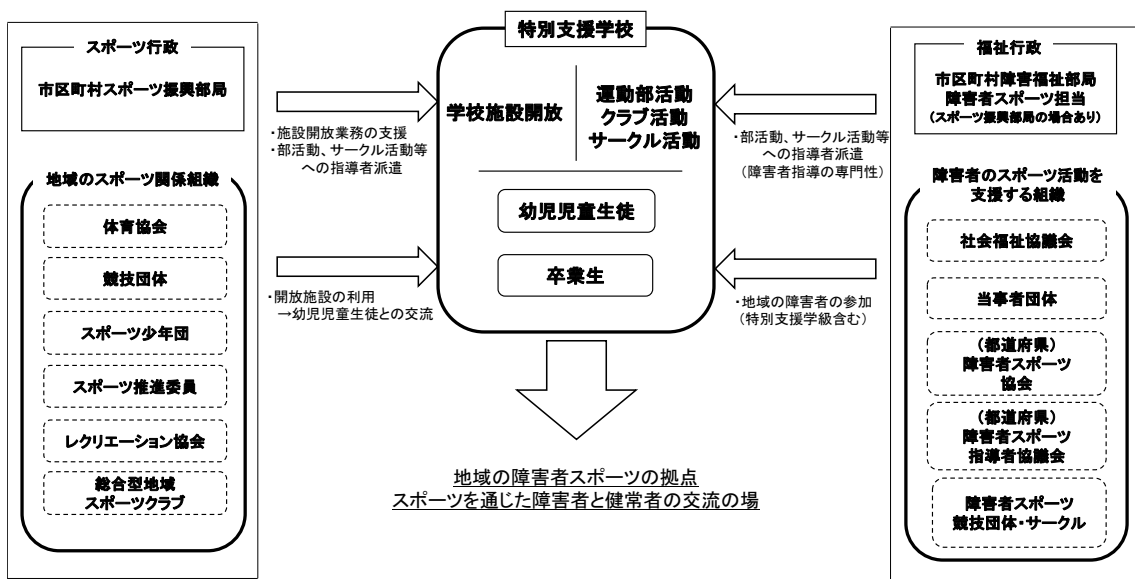 スポーツ行政
市区町村スポーツ振興部局
地域のスポーツ関係組織
体育協会
競技団体
スポーツ少年団
スポーツ推進委員
レクリエーション協会
総合型地域
スポーツクラブ
・施設開放業務の支援
・部活動、サークル活動等
への指導者派遣
・開放施設の利用
→幼児児童生徒との交流
特別支援学校
学校施設開放
運動部活動
クラブ活動
サークル活動
幼児児童生徒
卒業生
地域の障害者スポーツの拠点
スポーツを通じた障害者と健常者の交流の場
・部活動、サークル活動等
への指導者派遣
(障害者指導の専門性)
・地域の障害者の参加
(特別支援学級含む)
福祉行政
市区町村障害福祉部局
障害者スポーツ担当
(スポーツ振興部局の場合あり)
障害者のスポーツ活動を
支援する組織
社会福祉協議会
当事者団体
(都道府県)
障害者スポーツ
協会
(都道府県)
障害者スポーツ
指導者協議会
障害者スポーツ
競技団体・サークル